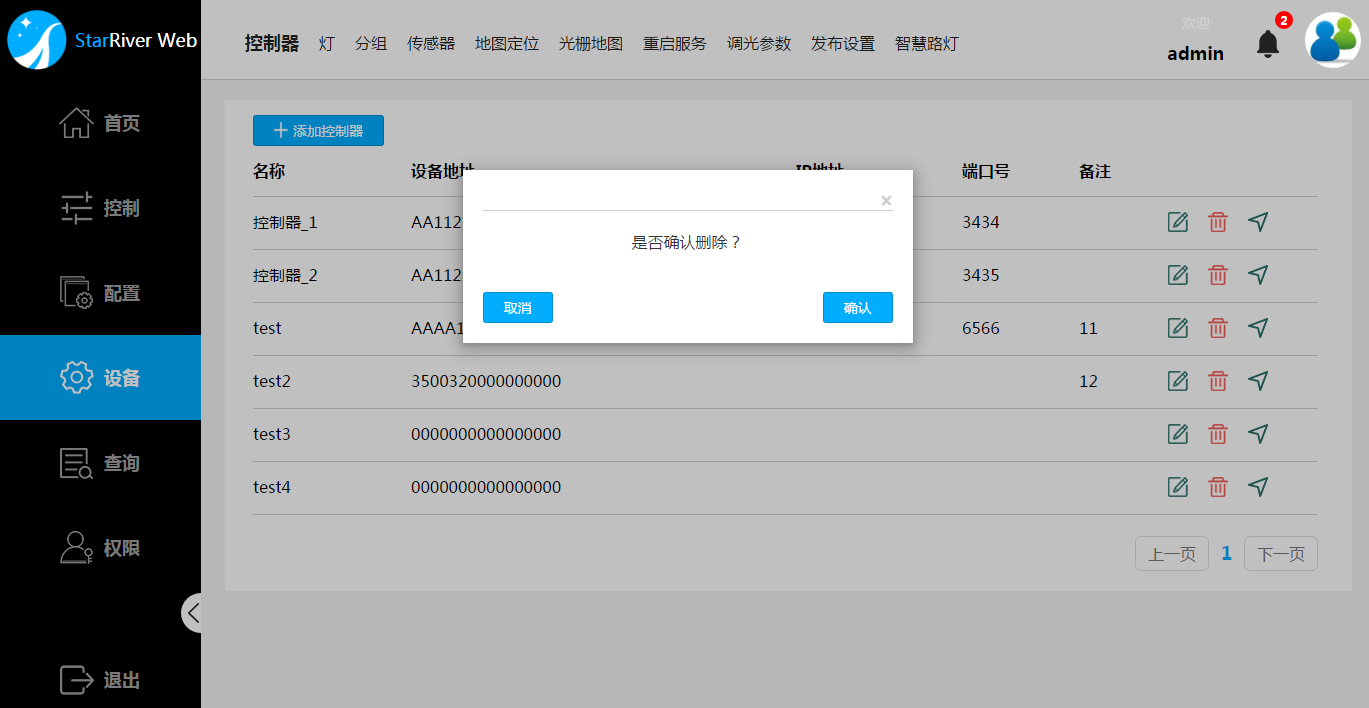 StarRiver Web
控制器 灯 分组 传感器 地图定位 光栅地图 重启服务 调光参数 发布设置 智慧路灯
欢迎
admin
2
首页
控制
配置
设备
查询
权限
退出
添加控制器
名称 设备地址 IP地址 端口号 备注
控制器_1 AA112 3434
控制器_2 AA112 3435
test AAAA1 6566 11
test2 3500320000000000 12
test3 0000000000000000
test4 0000000000000000
×
是否确认删除？
取消 确认
上一页 1 下一页